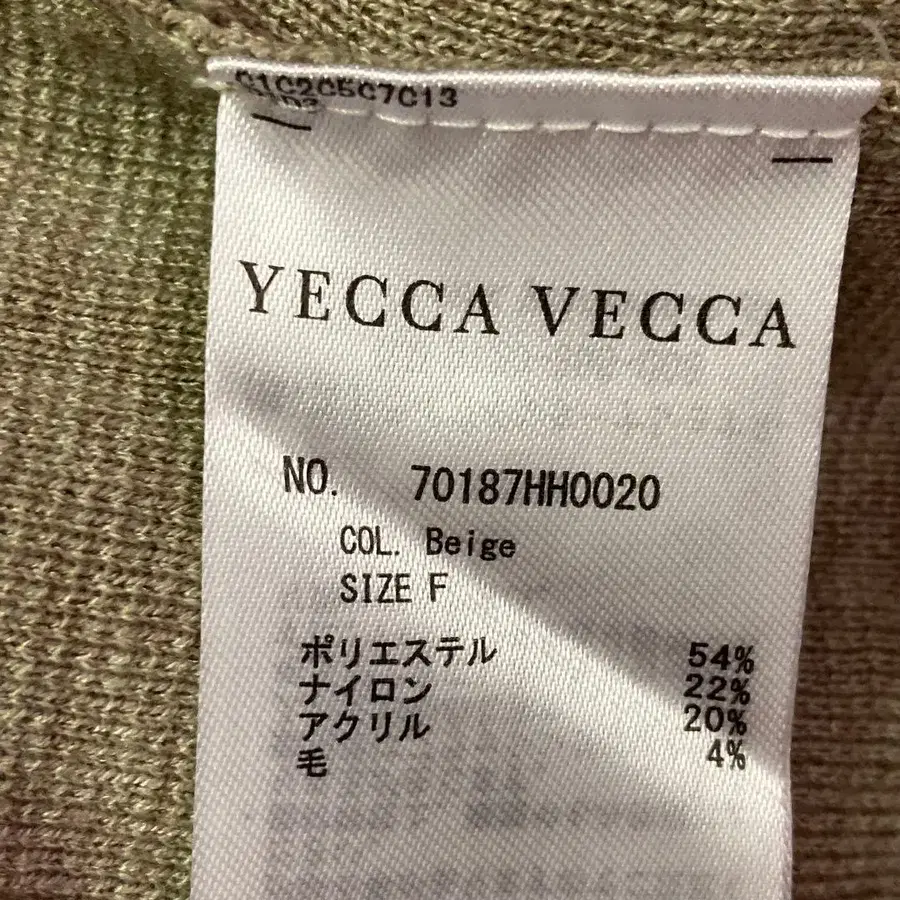 C1C2C5C7C13
YECCA VECCA
NO. 70187HH0020
COL. Beige
SIZE F
ポリエステル 54%
ナイロン 22%
アクリル 20%
毛 4%